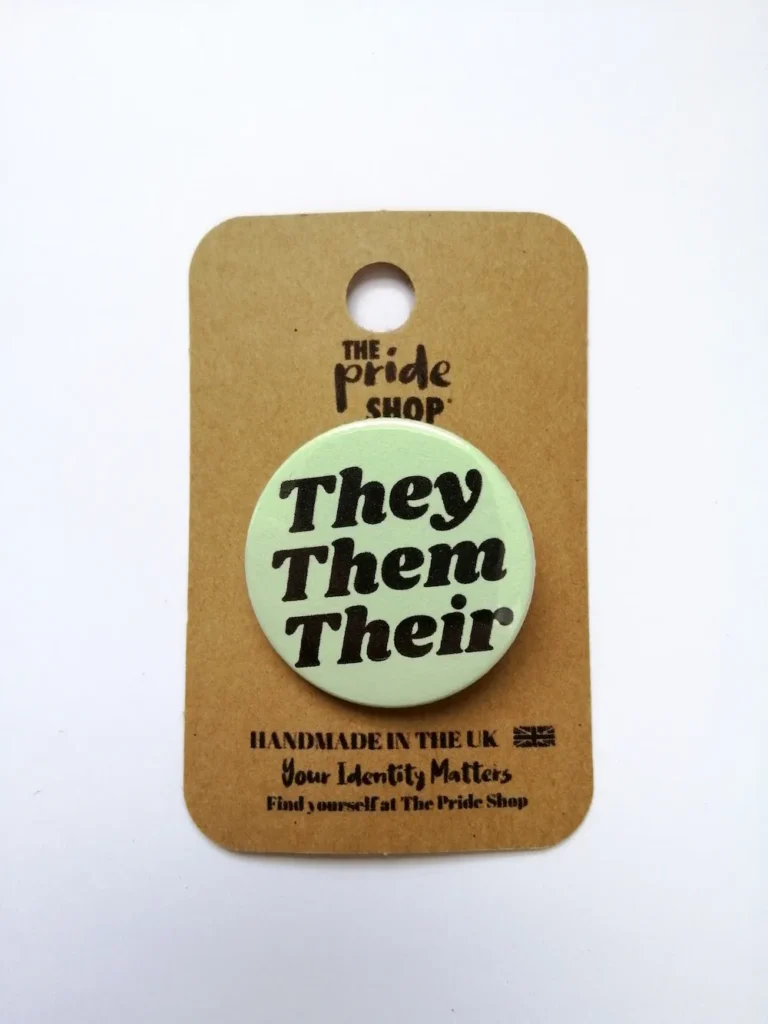 THE
pride
SHOP
They
Them
Their
HANDMADE IN THE UK
Your Identity Matters
Find yourself at The Pride Shop